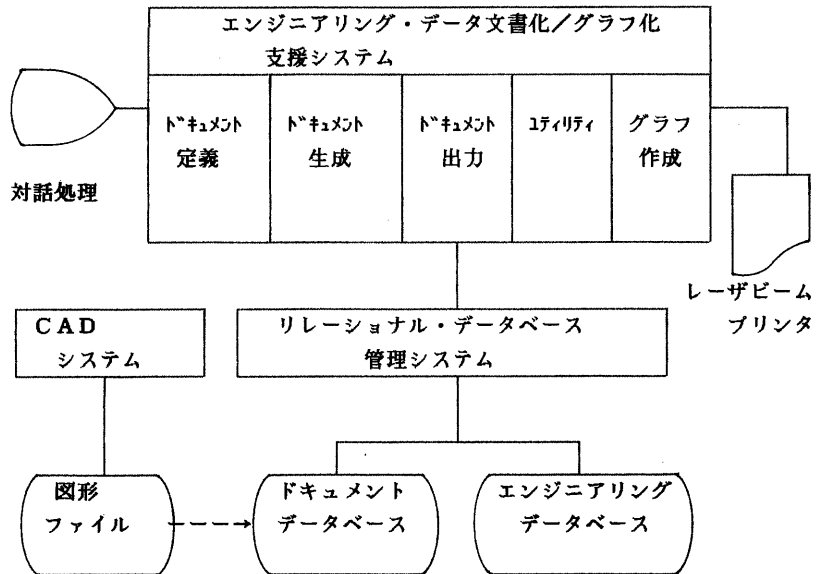 エンジニアリング・データ文書化／グラフ化
支援システム
ﾄﾞｷｭﾒﾝﾄ
定義
ﾄﾞｷｭﾒﾝﾄ
生成
ﾄﾞｷｭﾒﾝﾄ
出力
ﾕﾃｨﾘﾃｨ
グラフ
作成
対話処理
レーザビーム
プリンタ
ＣＡＤ
システム
リレーショナル・データベース
管理システム
図形
ファイル
ドキュメント
データベース
エンジニアリング
データベース